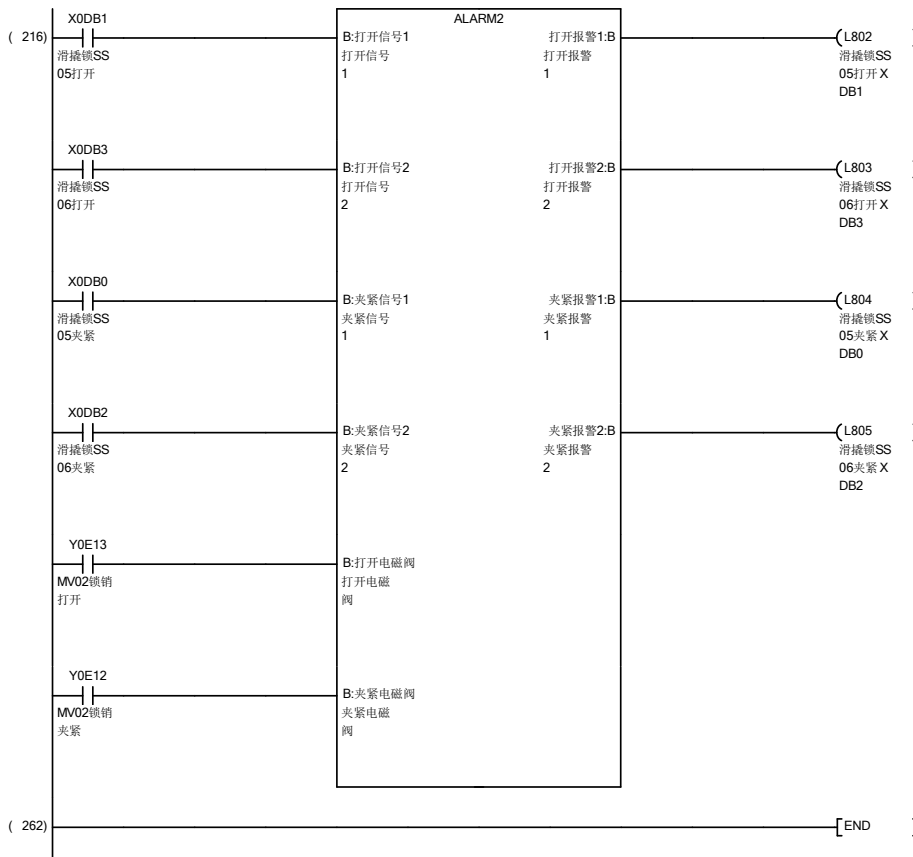 X0DB1
ALARM2
( 216)
B:打开信号1
打开报警1:B
L802
滑撬锁SS
05打开
打开信号
1
打开报警
1
滑撬锁SS
05打开 X
DB1
X0DB3
B:打开信号2
打开报警2:B
L803
滑撬锁SS
06打开
打开信号
2
打开报警
2
滑撬锁SS
06打开 X
DB3
X0DB0
B:夹紧信号1
夹紧报警1:B
L804
滑撬锁SS
05夹紧
夹紧信号
1
夹紧报警
1
滑撬锁SS
05夹紧 X
DB0
X0DB2
B:夹紧信号2
夹紧报警2:B
L805
滑撬锁SS
06夹紧
夹紧信号
2
夹紧报警
2
滑撬锁SS
06夹紧 X
DB2
Y0E13
B:打开电磁阀
MV02锁销
打开
打开电磁
阀
Y0E12
B:夹紧电磁阀
MV02锁销
夹紧
夹紧电磁
阀
( 262)
END